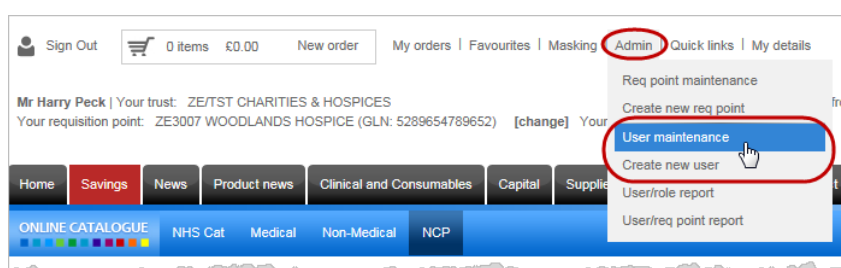 Sign Out 0 items £0.00 New order My orders | Favourites | Masking | Admin | Quick links | My details
Req point maintenance
Mr Harry Peck | Your trust: ZE/TST CHARITIES & HOSPICES
Create new req point
Your requisition point: ZE3007 WOODLANDS HOSPICE (GLN: 5289654789652) [change] Your
User maintenance
Create new user
Home Savings News Product news Clinical and Consumables Capital
User/role report
ONLINE CATALOGUE NHS Cat Medical Non-Medical NCP
User/req point report